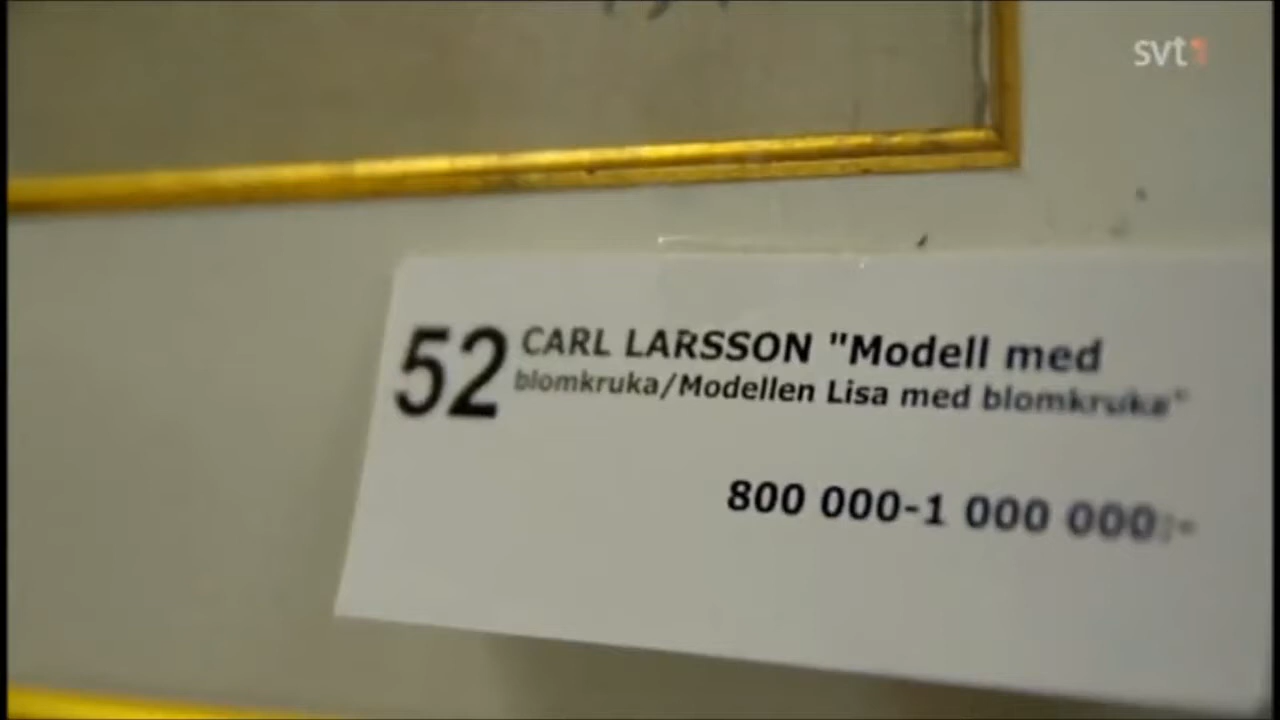 svt1
52 CARL LARSSON "Modell med
blomkruka/Modellen Lisa med blomkruka"
800 000-1 000 000:-